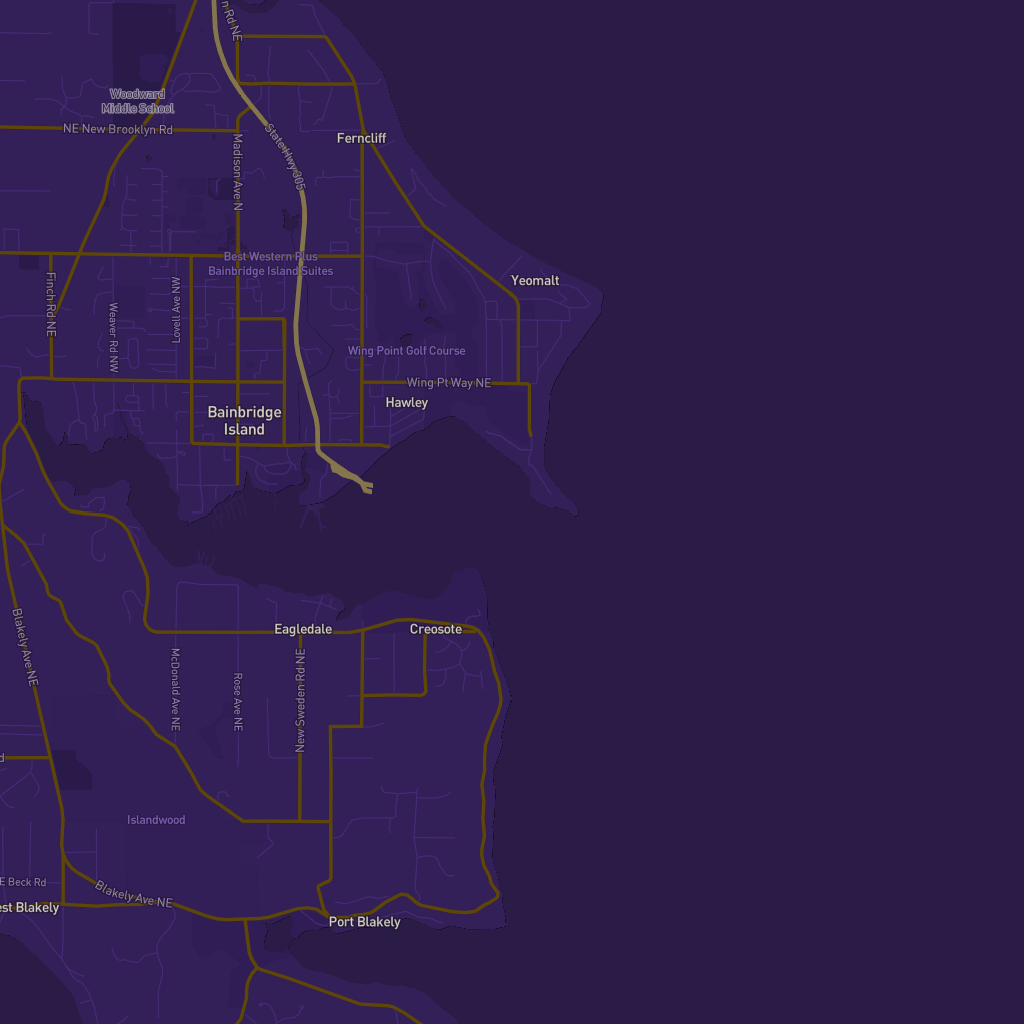 n Rd NE
Woodward
Middle School
NE New Brooklyn Rd
Ferncliff
State Hwy 305
Madison Ave N
Best Western Plus
Bainbridge Island Suites
Yeomalt
Finch Rd NE
Weaver Rd NW
Lovell Ave NW
Wing Point Golf Course
Wing Pt Way NE
Hawley
Bainbridge
Island
Eagledale
Creosote
Blakely Ave NE
McDonald Ave NE
Rose Ave NE
New Sweden Rd NE
d
Islandwood
E Beck Rd
Blakely Ave NE
est Blakely
Port Blakely